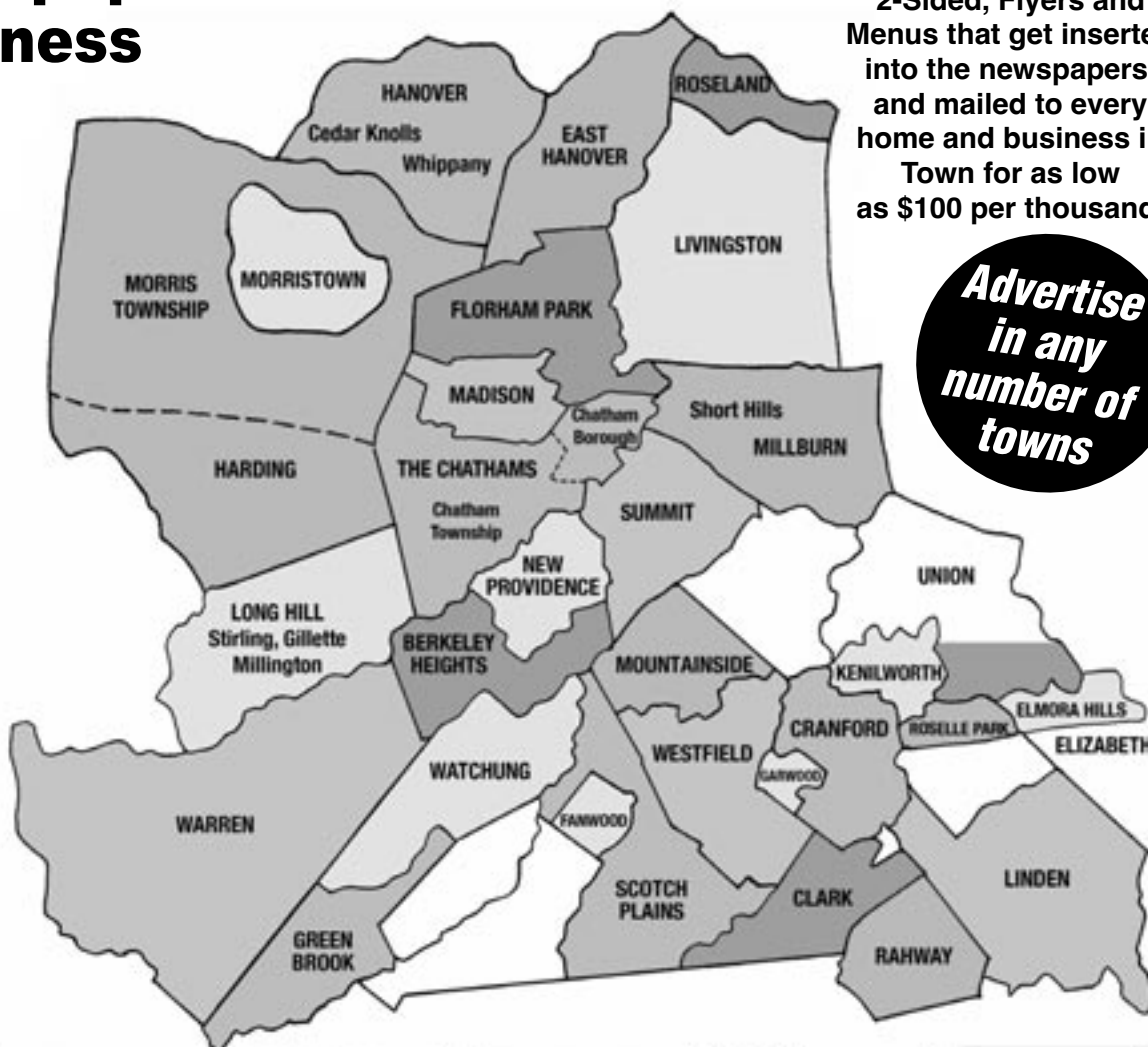 ness
2-Sided, Flyers and
Menus that get inserte
into the newspapers
and mailed to every
home and business i
Town for as low
as $100 per thousand
Advertise
in any
number of
towns
HANOVER
Cedar Knolls
Whippany
EAST
HANOVER
ROSELAND
LIVINGSTON
MORRIS
TOWNSHIP
MORRISTOWN
FLORHAM PARK
MADISON
Chatham
Borough
Short Hills
MILLBURN
HARDING
THE CHATHAMS
Chatham
Township
SUMMIT
NEW
PROVIDENCE
UNION
LONG HILL
Stirling, Gillette
Millington
BERKELEY
HEIGHTS
MOUNTAINSIDE
KENILWORTH
ELMORA HILLS
ROSELLE PARK
CRANFORD
ELIZABETH
WESTFIELD
GARWOOD
WATCHUNG
WARREN
FANWOOD
SCOTCH
PLAINS
CLARK
LINDEN
GREEN
BROOK
RAHWAY